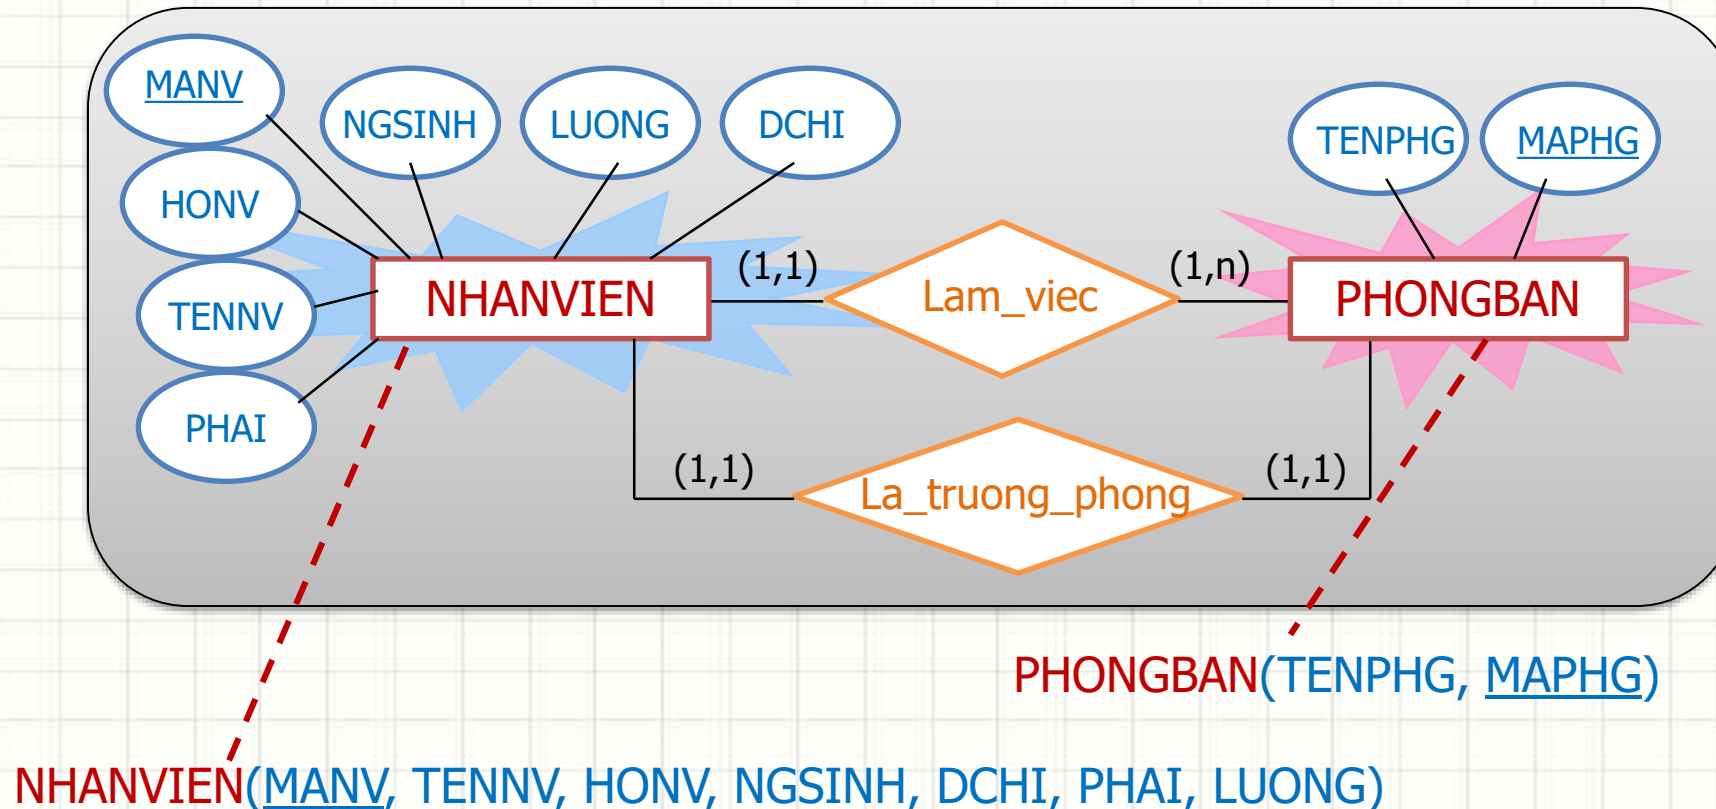 MANV
NGSINH
LUONG
DCHI
TENPHG
MAPHG
HONV
TENNV
PHAI
NHANVIEN
(1,1)
Lam_viec
(1,n)
PHONGBAN
(1,1)
La_truong_phong
(1,1)
PHONGBAN(TENPHG, MAPHG)
NHANVIEN(MANV, TENNV, HONV, NGSINH, DCHI, PHAI, LUONG)